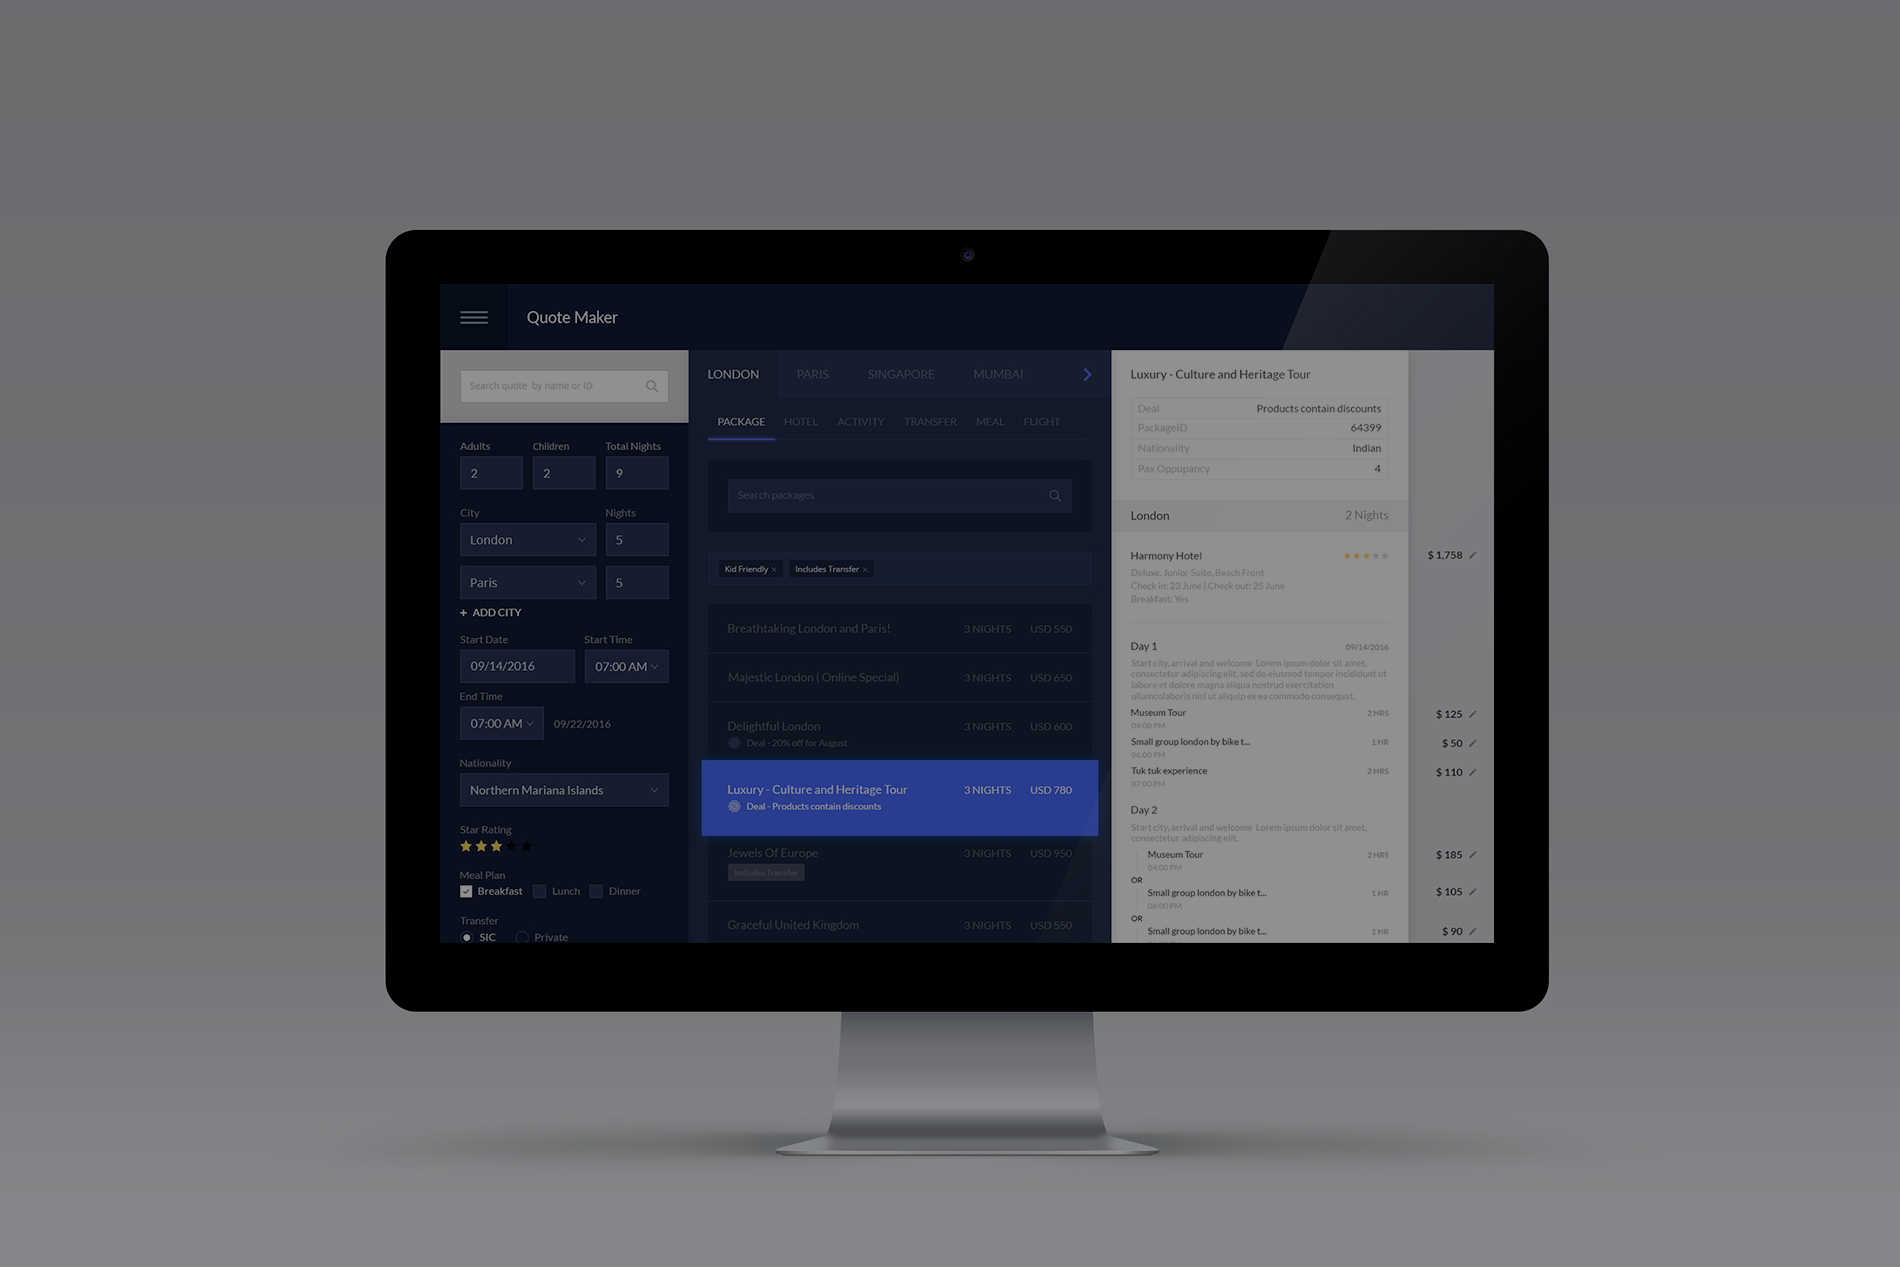 Quote Maker
Search quote by name or ID
Adults Children Total Nights
2 2 9
City Nights
London 5
Paris 5
+ ADD CITY
Start Date Start Time
09/14/2016 07:00 AM
End Time
07:00 AM 09/22/2016
Nationality
Northern Mariana Islands
Star Rating
Meal Plan
Breakfast Lunch Dinner
Transfer
SIC Private
LONDON PARIS SINGAPORE MUMBAI
PACKAGE HOTEL ACTIVITY TRANSFER MEAL FLIGHT
Search packages
Kid Friendly × Includes Transfer ×
Breathtaking London and Paris! 3 NIGHTS USD 550
Majestic London ( Online Special) 3 NIGHTS USD 650
Delightful London 3 NIGHTS USD 600
Deal - 20% off for August
Luxury - Culture and Heritage Tour 3 NIGHTS USD 780
Deal - Products contain discounts
Jewels Of Europe 3 NIGHTS USD 950
Includes Transfer
Graceful United Kingdom 3 NIGHTS USD 550
Luxury - Culture and Heritage Tour
Deal Products contain discounts
PackageID 64399
Nationality Indian
Pax Oppupancy 4
London 2 Nights
Harmony Hotel $ 1,758
Deluxe, Junior Suite, Beach Front
Check in: 23 June | Check out: 25 June
Breakfast: Yes
Day 1 09/14/2016
Start city, arrival and welcome Lorem ipsum dolor sit amet,
consectetur adipiscing elit, sed do eiusmod tempor incididunt ut
labore et dolore magna aliqua nostrud exercitation
ullamcolaboris nisi ut aliquip ex ea commodo consequat.
Museum Tour 2 HRS $ 125
04:00 PM
Small group london by bike t... 1 HR $ 50
06:00 PM
Tuk tuk experience 2 HRS $ 110
07:00 PM
Day 2
Start city, arrival and welcome Lorem ipsum dolor sit amet,
consectetur adipiscing elit.
Museum Tour 2 HRS $ 185
04:00 PM
OR
Small group london by bike t... 1 HR $ 105
06:00 PM
OR
Small group london by bike t... 1 HR $ 90